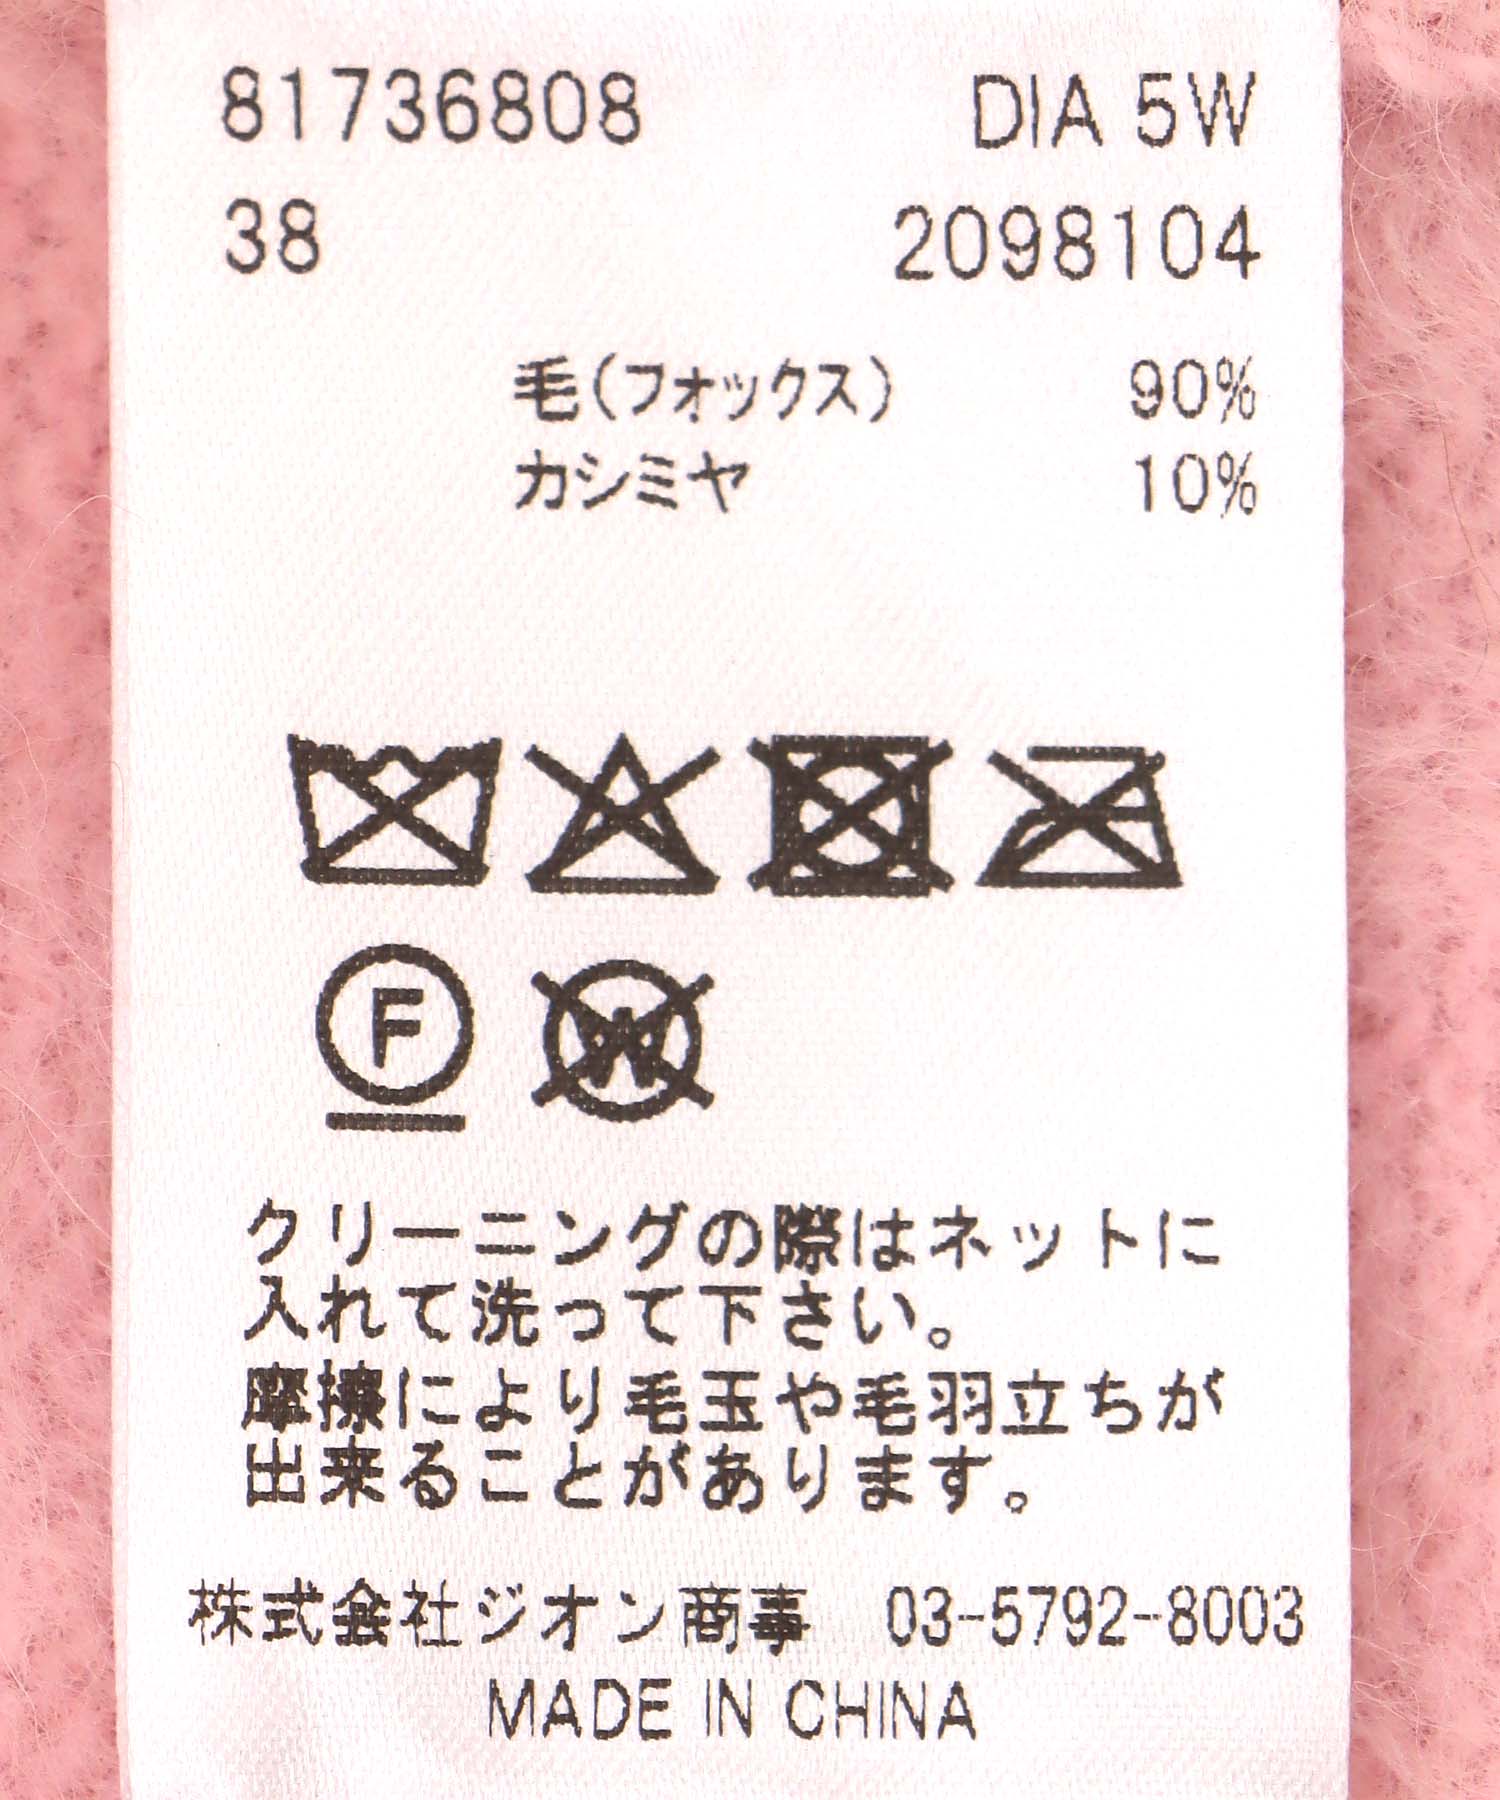 81736808 DIA 5W
38 2098104
毛(フォックス) 90%
カシミヤ 10%
F W
クリーニングの際はネットに
入れて洗って下さい。
摩擦により毛玉や毛羽立ちが
出来ることがあります。
株式会社ジオン商事 03-5792-8003
MADE IN CHINA